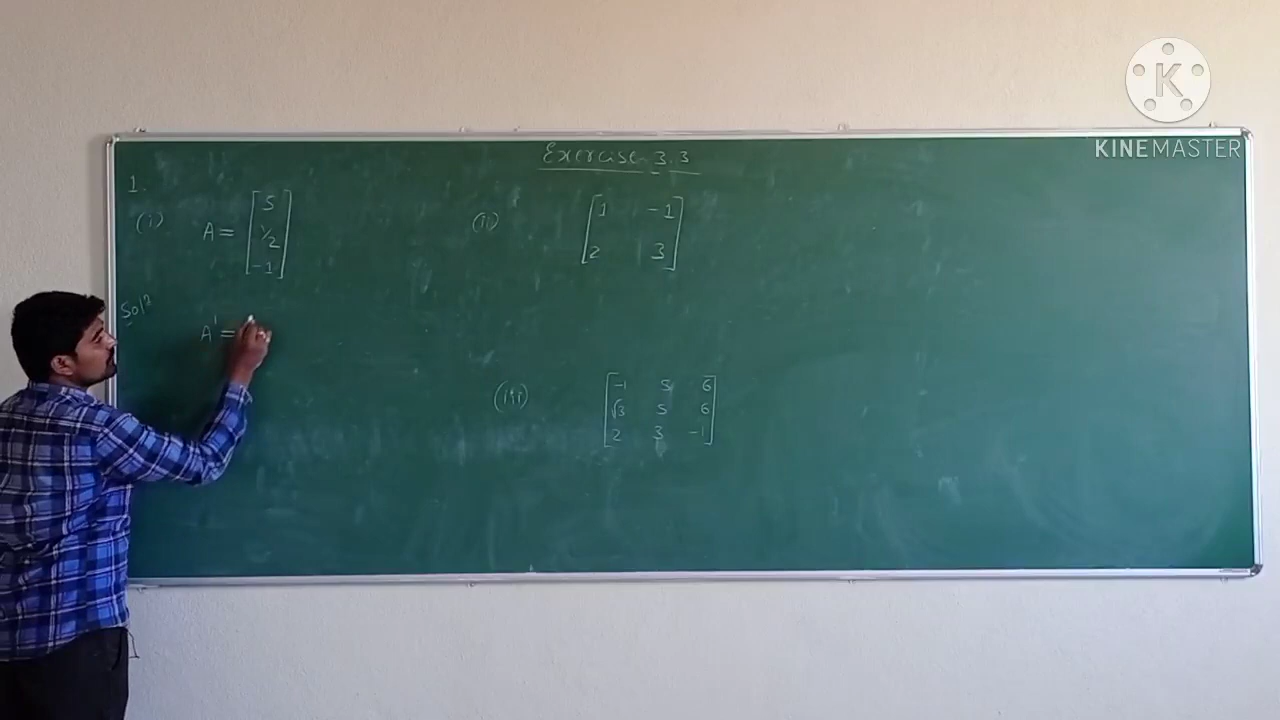 Exercise-3.3
1.
(i) A = [5
1/2
-1]
(ii) [1 -1
2 3]
Sol?
A' =
(iii) [-1 5 6
√3 5 6
2 3 -1]
K
KINEMASTER